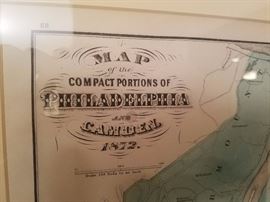 MAP
of the
COMPACT PORTIONS OF
PHILADELPHIA
AND
CAMDEN.
1872.